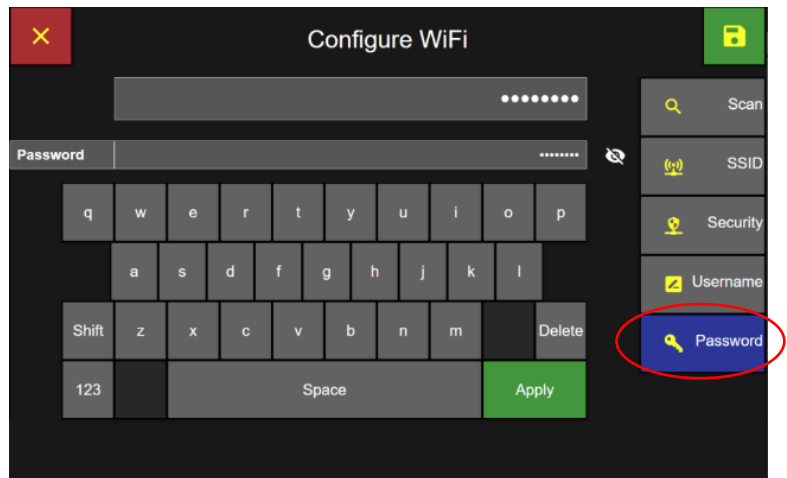 Configure WiFi
••••••••
Scan
Password ••••••••
SSID
q w e r t y u i o p
Security
a s d f g h j k l
Username
Shift z x c v b n m Delete
Password
123 Space Apply